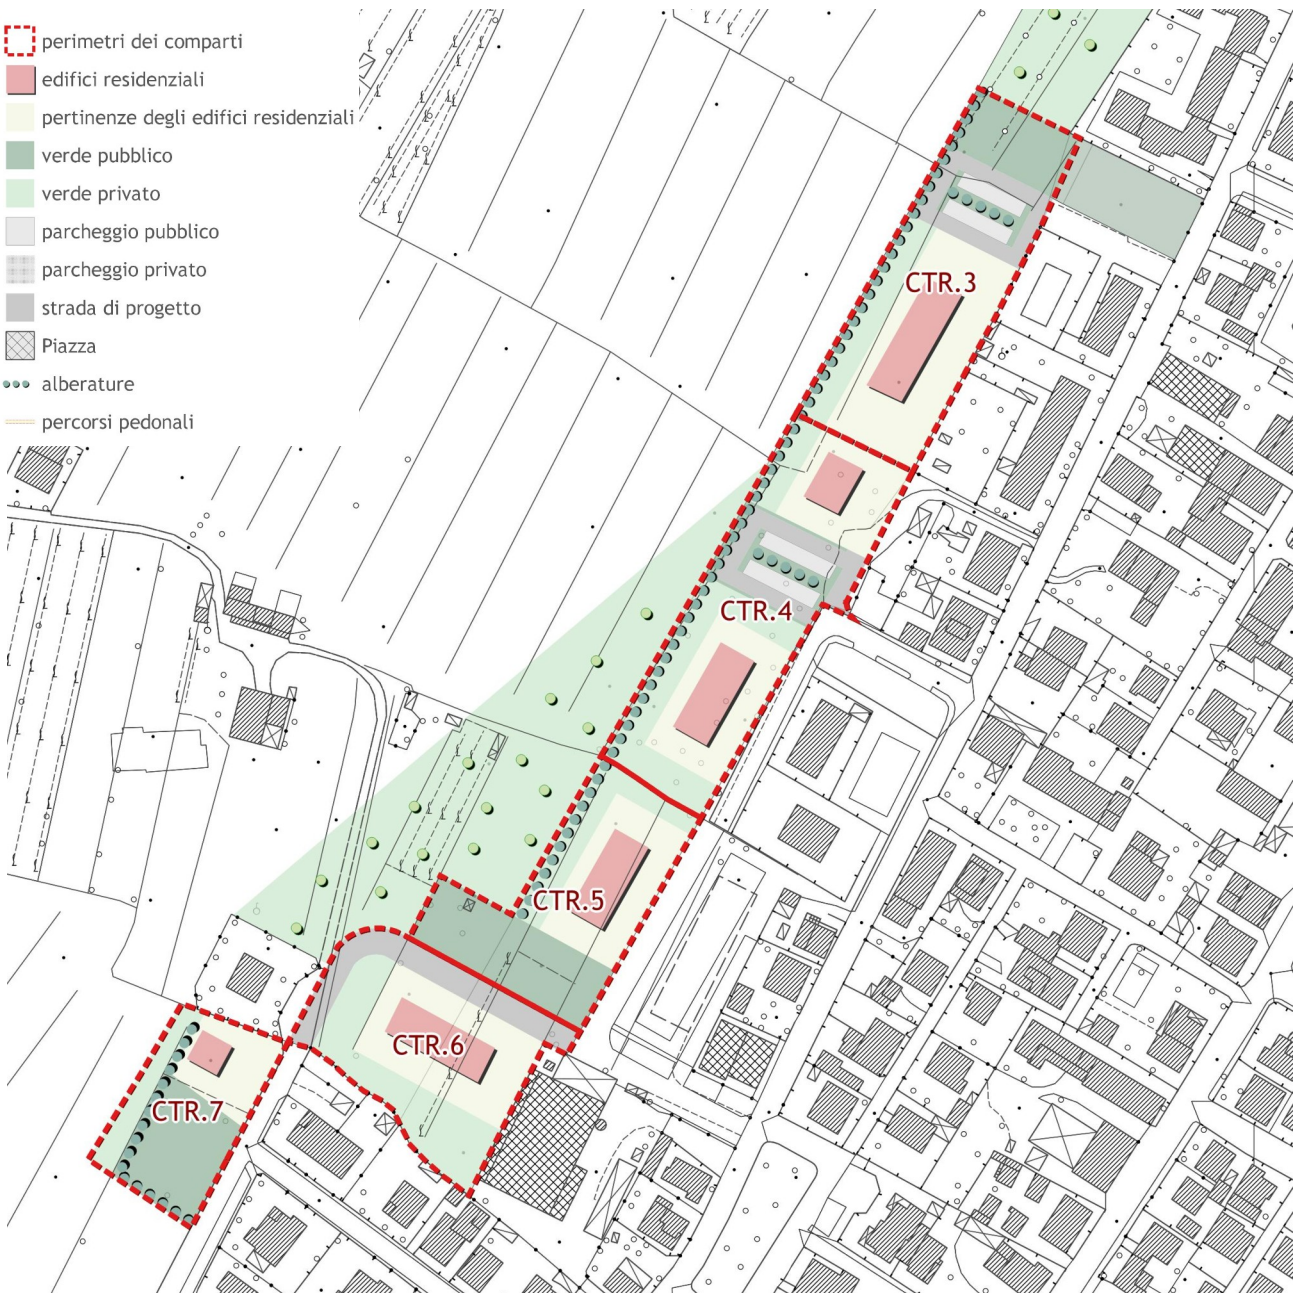 perimetri dei comparti
edifici residenziali
pertinenze degli edifici residenziali
verde pubblico
verde privato
parcheggio pubblico
parcheggio privato
strada di progetto
Piazza
alberature
percorsi pedonali
CTR.3
CTR.4
CTR.5
CTR.6
CTR.7